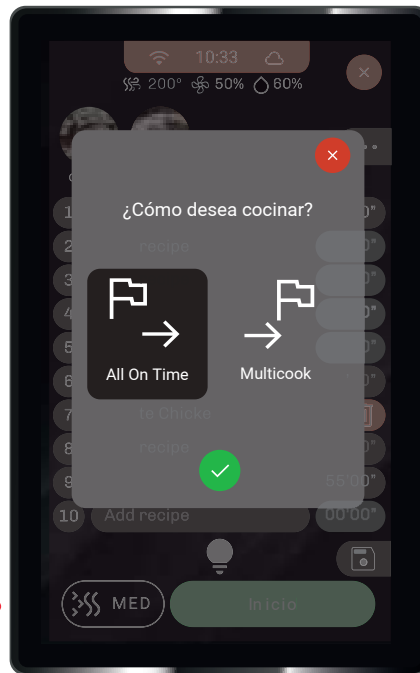 10:33
200° 50% 60%
¿Cómo desea cocinar?
1
2 recipe
3
4
5
6
7 te Chicke
8 recipe
9 55'00"
10 Add recipe 00'00"
All On Time
Multicook
MED
Inicio